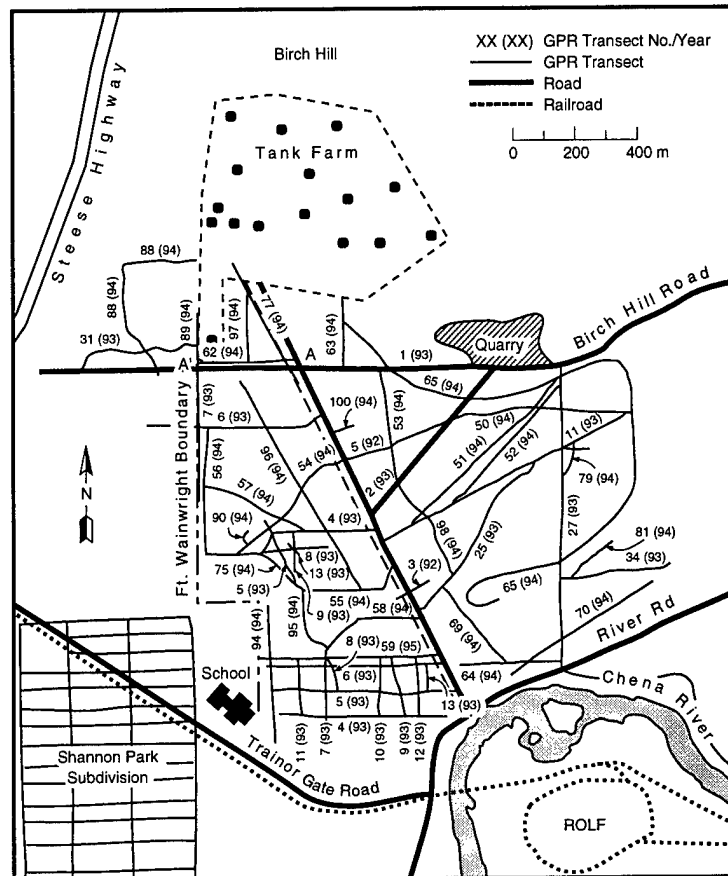 XX (XX) GPR Transect No./Year
GPR Transect
Road
Railroad
0 200 400 m
Birch Hill
Tank Farm
Steese Highway
88 (94)
88 (94)
89 (94)
97 (94)
77 (94)
63 (94)
31 (93)
62 (94)
A'
A
1 (93)
Quarry
Birch Hill Road
65 (94)
7 (93)
6 (93)
100 (94)
53 (94)
50 (94)
5 (92)
51 (94)
52 (94)
11 (93)
79 (94)
Ft. Wainwright Boundary
56 (94)
96 (94)
54 (94)
57 (94)
2 (93)
27 (93)
N
90 (94)
4 (93)
98 (94)
25 (93)
81 (94)
34 (93)
8 (93)
75 (94)
13 (93)
3 (92)
5 (93)
9 (93)
55 (94)
58 (94)
65 (94)
95 (94)
94 (94)
8 (93)
59 (95)
69 (94)
70 (94)
River Rd
School
6 (93)
64 (94)
5 (93)
13 (93)
Chena River
4 (93)
11 (93)
7 (93)
10 (93)
9 (93)
12 (93)
Shannon Park
Subdivision
Trainor Gate Road
ROLF